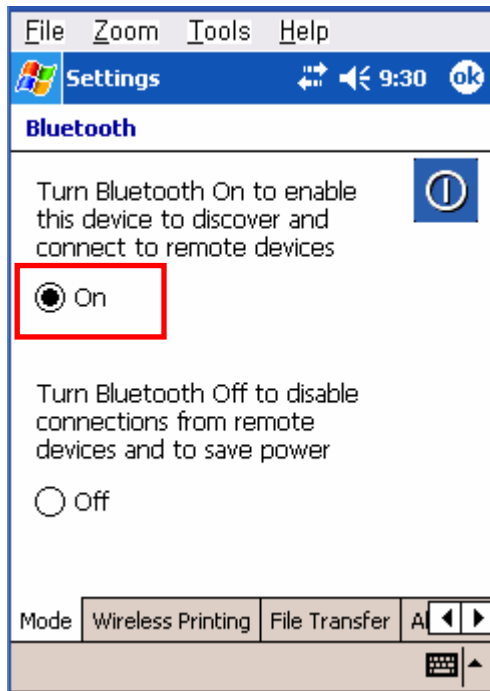 File Zoom Tools Help
Settings 9:30 ok
Bluetooth
Turn Bluetooth On to enable
this device to discover and
connect to remote devices
On
Turn Bluetooth Off to disable
connections from remote
devices and to save power
Off
Mode Wireless Printing File Transfer